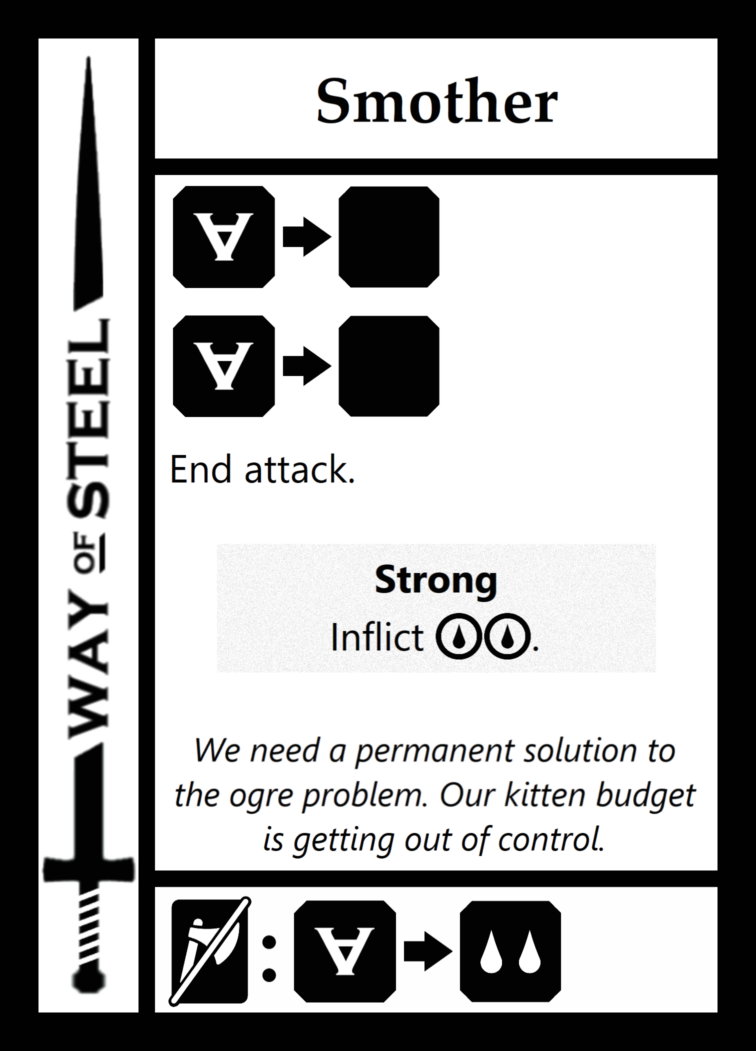 Smother
∀
∀
End attack.
Strong
Inflict .
We need a permanent solution to
the ogre problem. Our kitten budget
is getting out of control.
: ∀
WAY OF STEEL